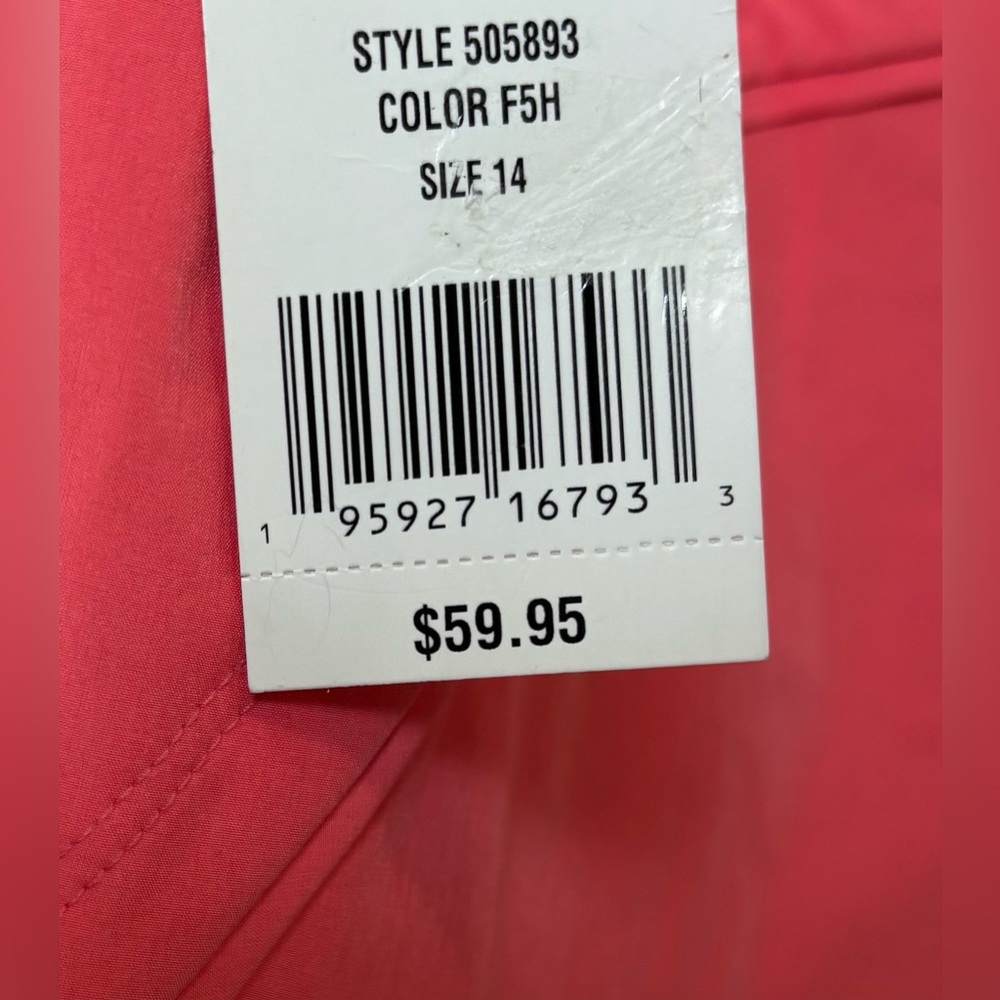 STYLE 505893
COLOR F5H
SIZE 14
1 95927 16793 3
$59.95